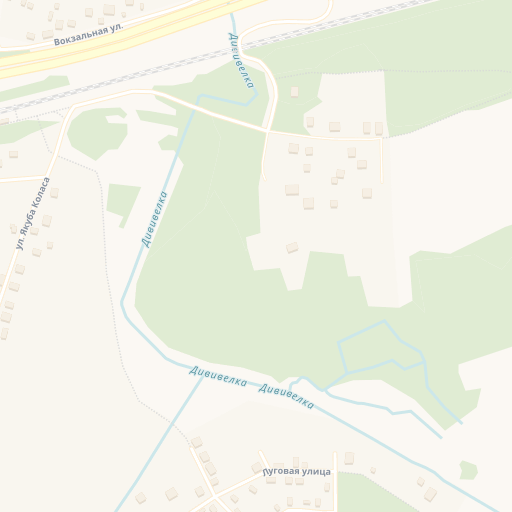 Вокзальная ул.
Дививелка
Дививелка
ул. Якуба Коласа
Дививелка
Дививелка
луговая улица